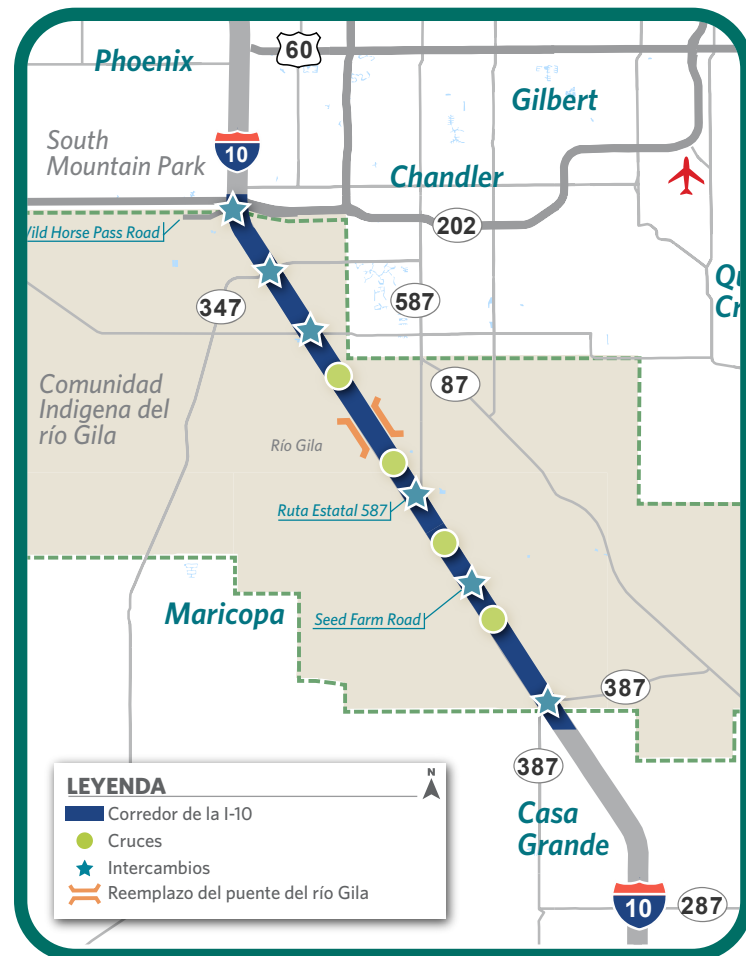 Phoenix
60
Gilbert
South
Mountain Park
10
Chandler
202
Wild Horse Pass Road
347
587
Comunidad
Indigena del
río Gila
87
Río Gila
Ruta Estatal 587
Maricopa
Seed Farm Road
387
387
Casa
Grande
10
287
LEYENDA
N
Corredor de la I-10
Cruces
Intercambios
Reemplazo del puente del río Gila